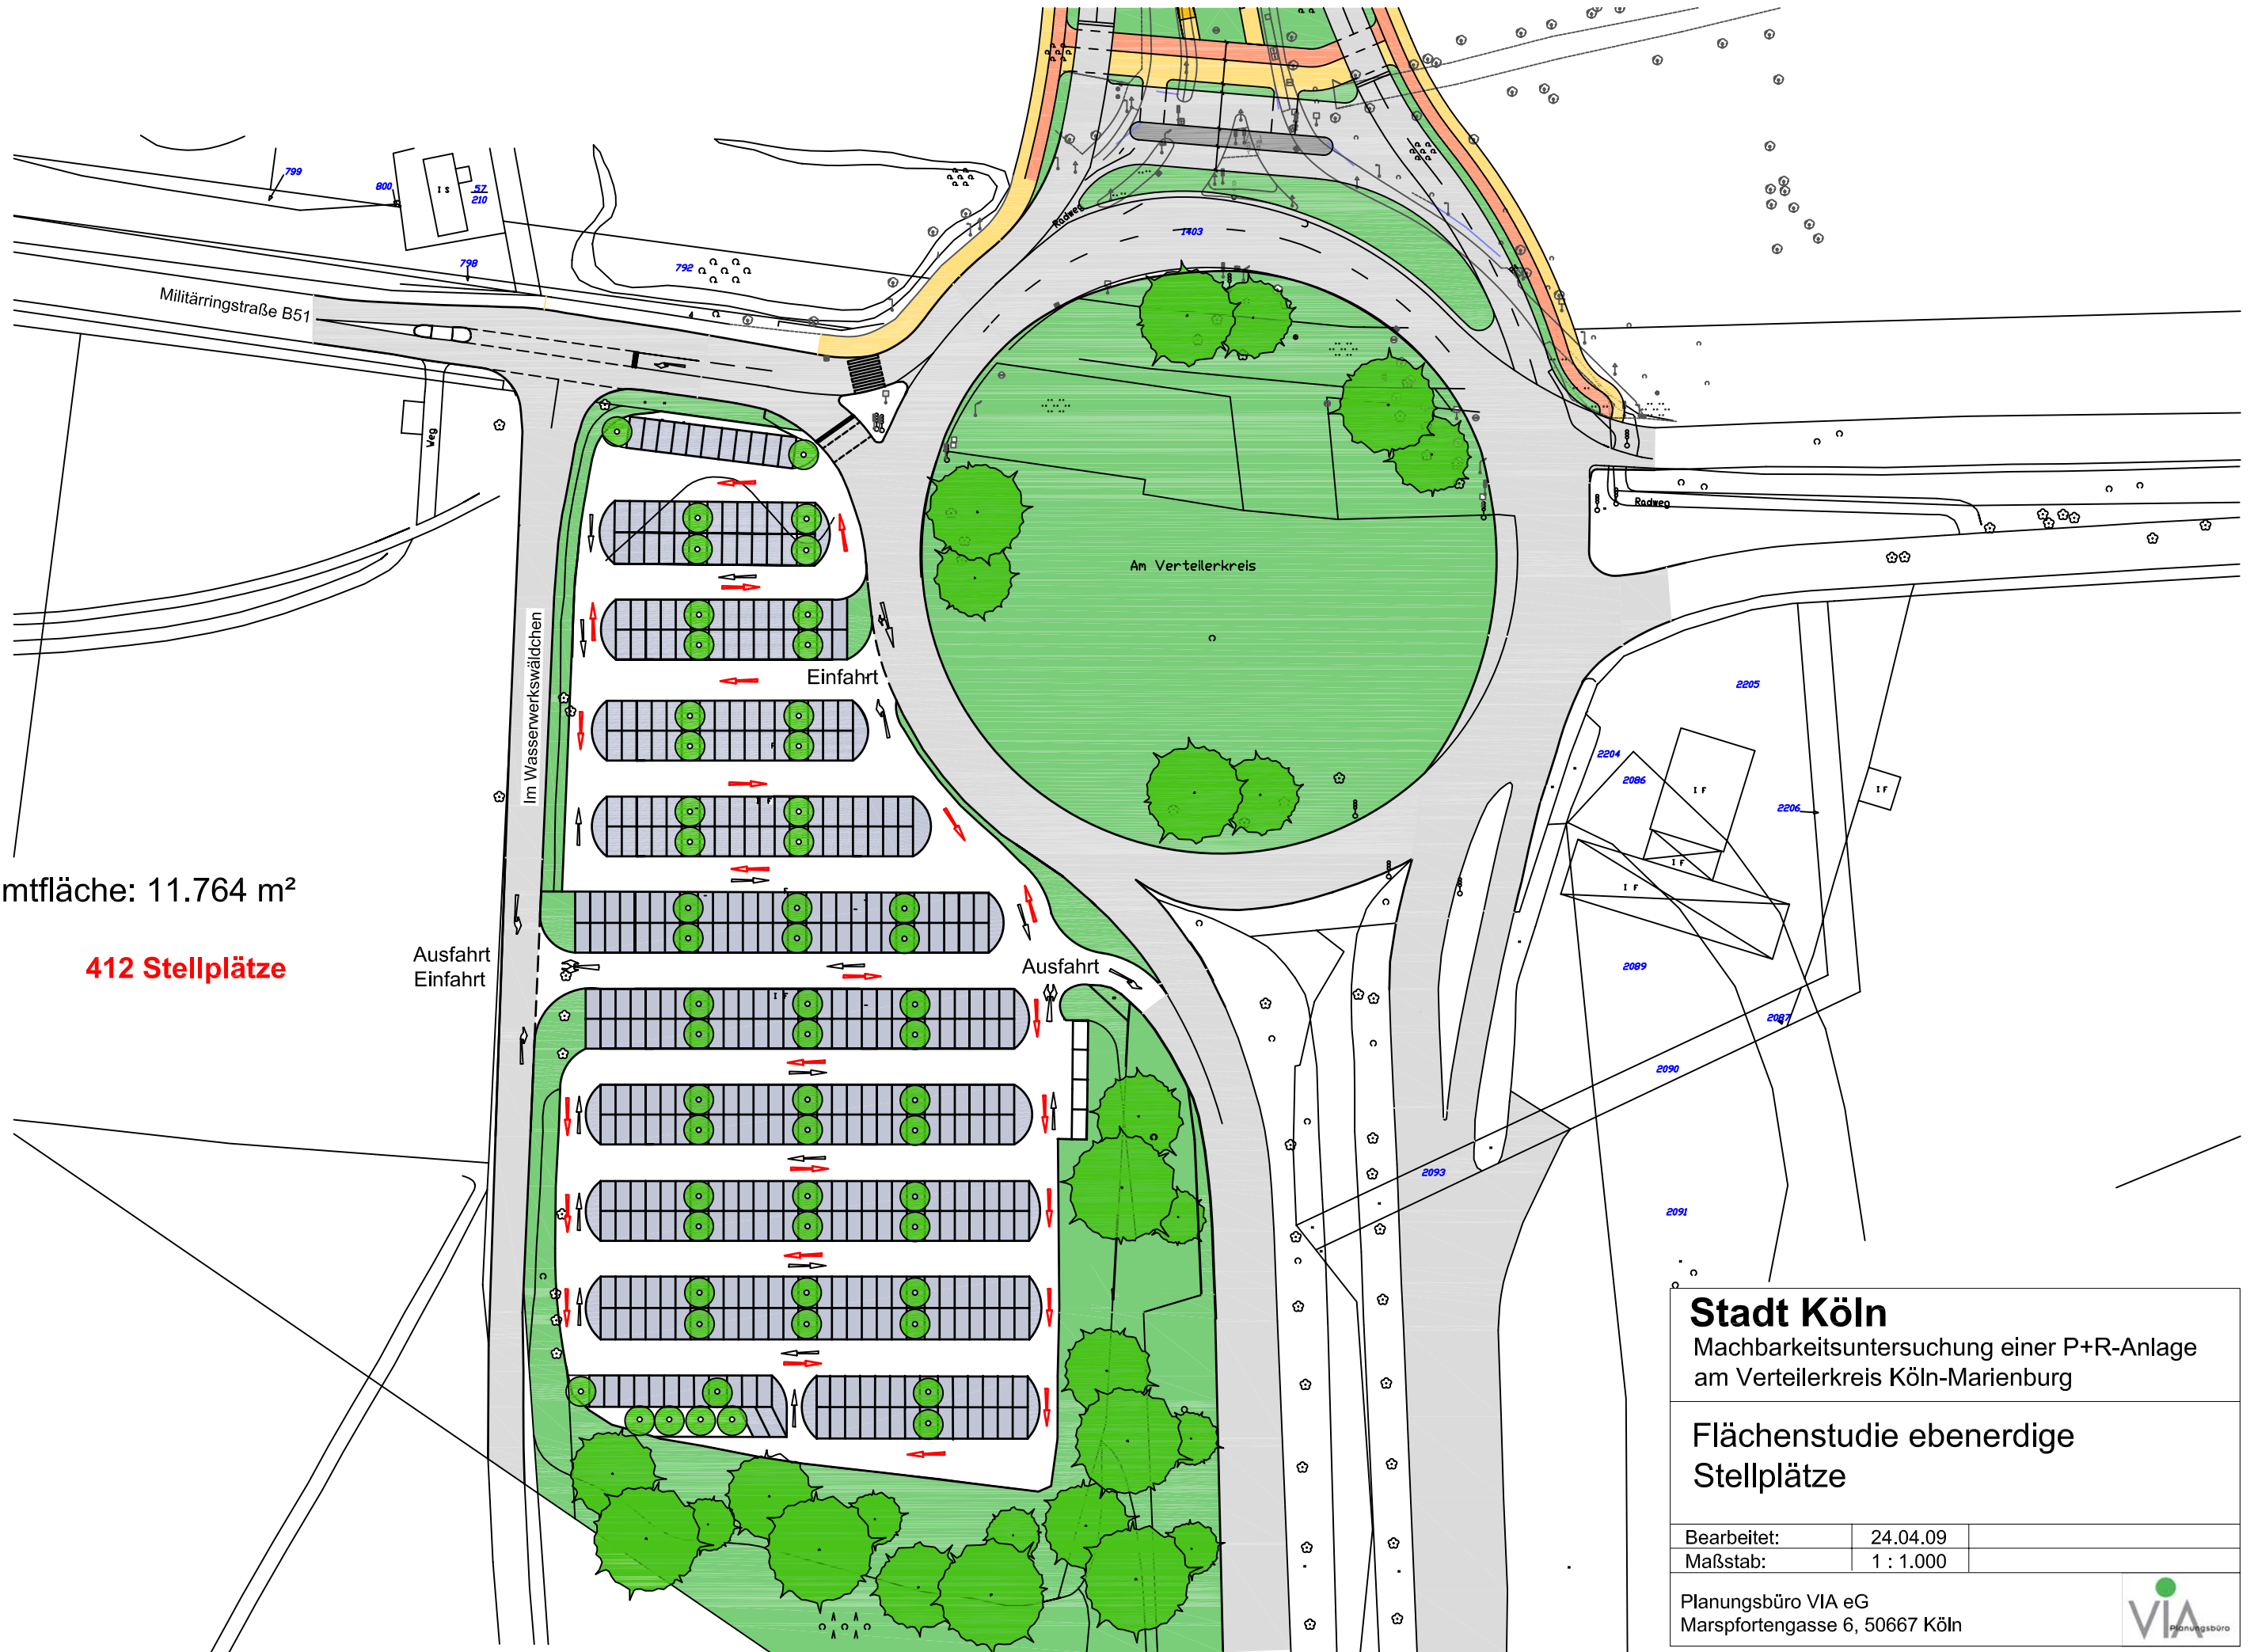 799
800
I S
57
210
798
792
Militärringstraße B51
Weg
Radweg
1403
Am Verteilerkreis
Radweg
Im Wasserwerkswäldchen
Einfahrt
F
I F
F
I F
mtfläche: 11.764 m²
412 Stellplätze
Ausfahrt
Einfahrt
Ausfahrt
2205
2204
2086
I F
2206
I F
I F
I F
2089
2087
2090
2093
2091
Stadt Köln
Machbarkeitsuntersuchung einer P+R-Anlage
am Verteilerkreis Köln-Marienburg
Flächenstudie ebenerdige
Stellplätze
Bearbeitet: 24.04.09
Maßstab: 1 : 1.000
Planungsbüro VIA eG
Marspfortengasse 6, 50667 Köln
VIA Planungsbüro